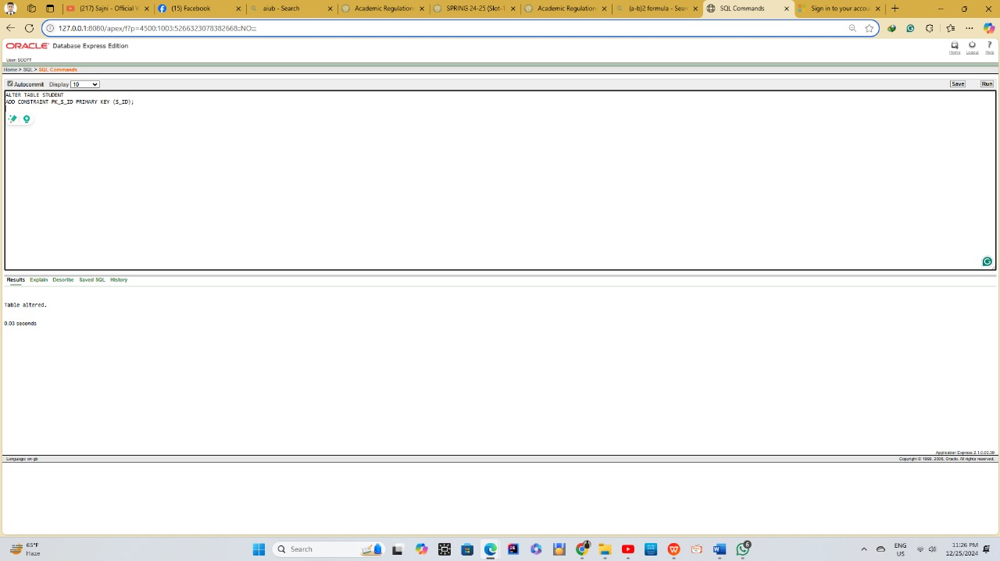 (217) Sajni - Official V
(15) Facebook
aiub - Search
Academic Regulation
SPRING 24-25 (Slot-1
Academic Regulation
(a-b)2 formula - Sear
SQL Commands
Sign in to your accou
127.0.0.1:8080/apex/f?p=4500:1003:5266323078382668::NO:::
ORACLE Database Express Edition
Home Logout Help
User: SCOTT
Home > SQL > SQL Commands
Autocommit Display 10
Save Run
ALTER TABLE STUDENT
ADD CONSTRAINT PK_S_ID PRIMARY KEY (S_ID);
Results Explain Describe Saved SQL History
Table altered.
0.03 seconds
Application Express 2.1.0.00.39
Language: en-gb
Copyright © 1999, 2006, Oracle. All rights reserved.
65°F
Haze
Search
6
ENG
US
11:26 PM
12/25/2024